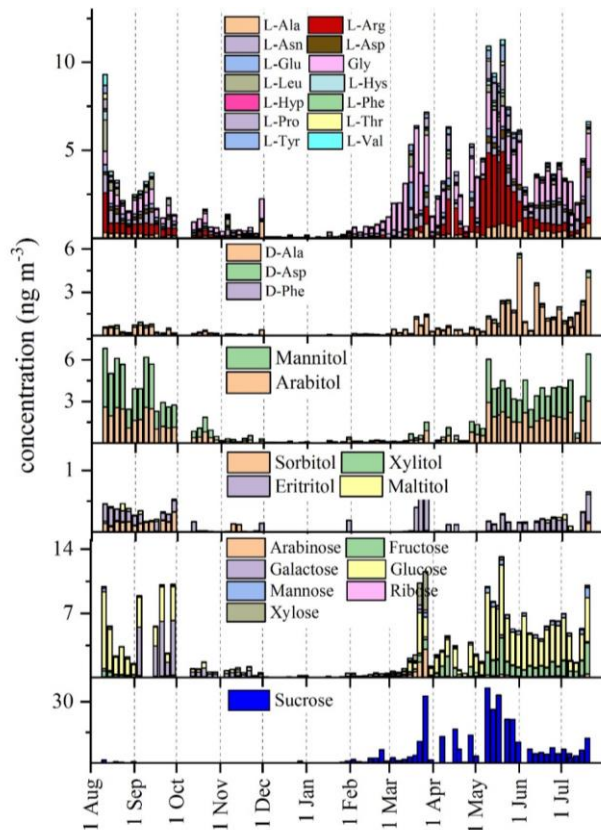 concentration (ng m⁻³)
10
5
L-Ala L-Arg
L-Asn L-Asp
L-Glu Gly
L-Leu L-Hys
L-Hyp L-Phe
L-Pro L-Thr
L-Tyr L-Val
6
3
D-Ala
D-Asp
D-Phe
6
3
Mannitol
Arabitol
1
Sorbitol Xylitol
Eritritol Maltitol
14
7
Arabinose Fructose
Galactose Glucose
Mannose Ribose
Xylose
30
Sucrose
1 Aug
1 Sep
1 Oct
1 Nov
1 Dec
1 Jan
1 Feb
1 Mar
1 Apr
1 May
1 Jun
1 Jul